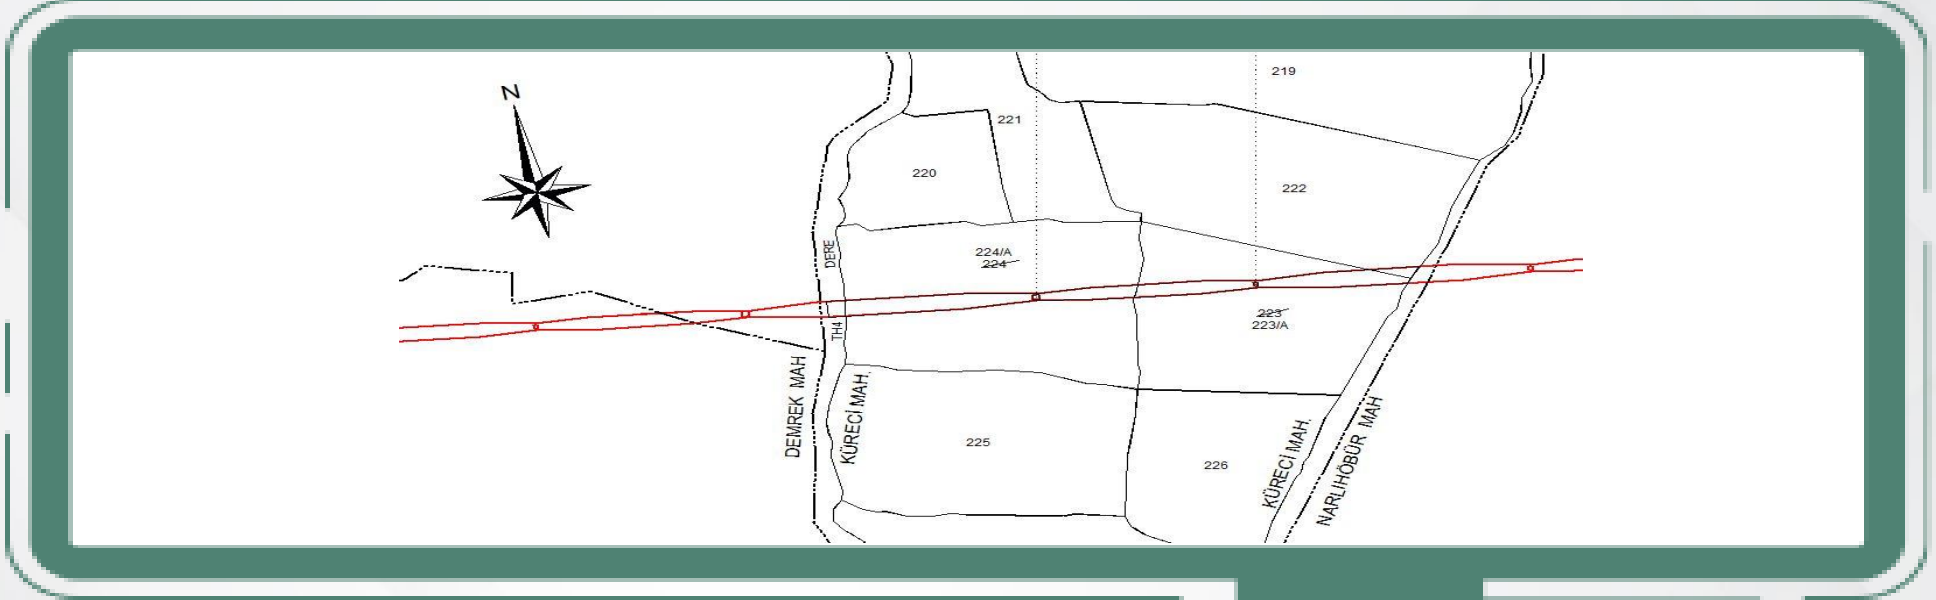 N
219
221
220
222
DERE
224/A
224
TH4
223
223/A
DEMREK MAH
KÜRECİ MAH.
225
226
KÜRECİ MAH.
NARLIHÖBÜR MAH